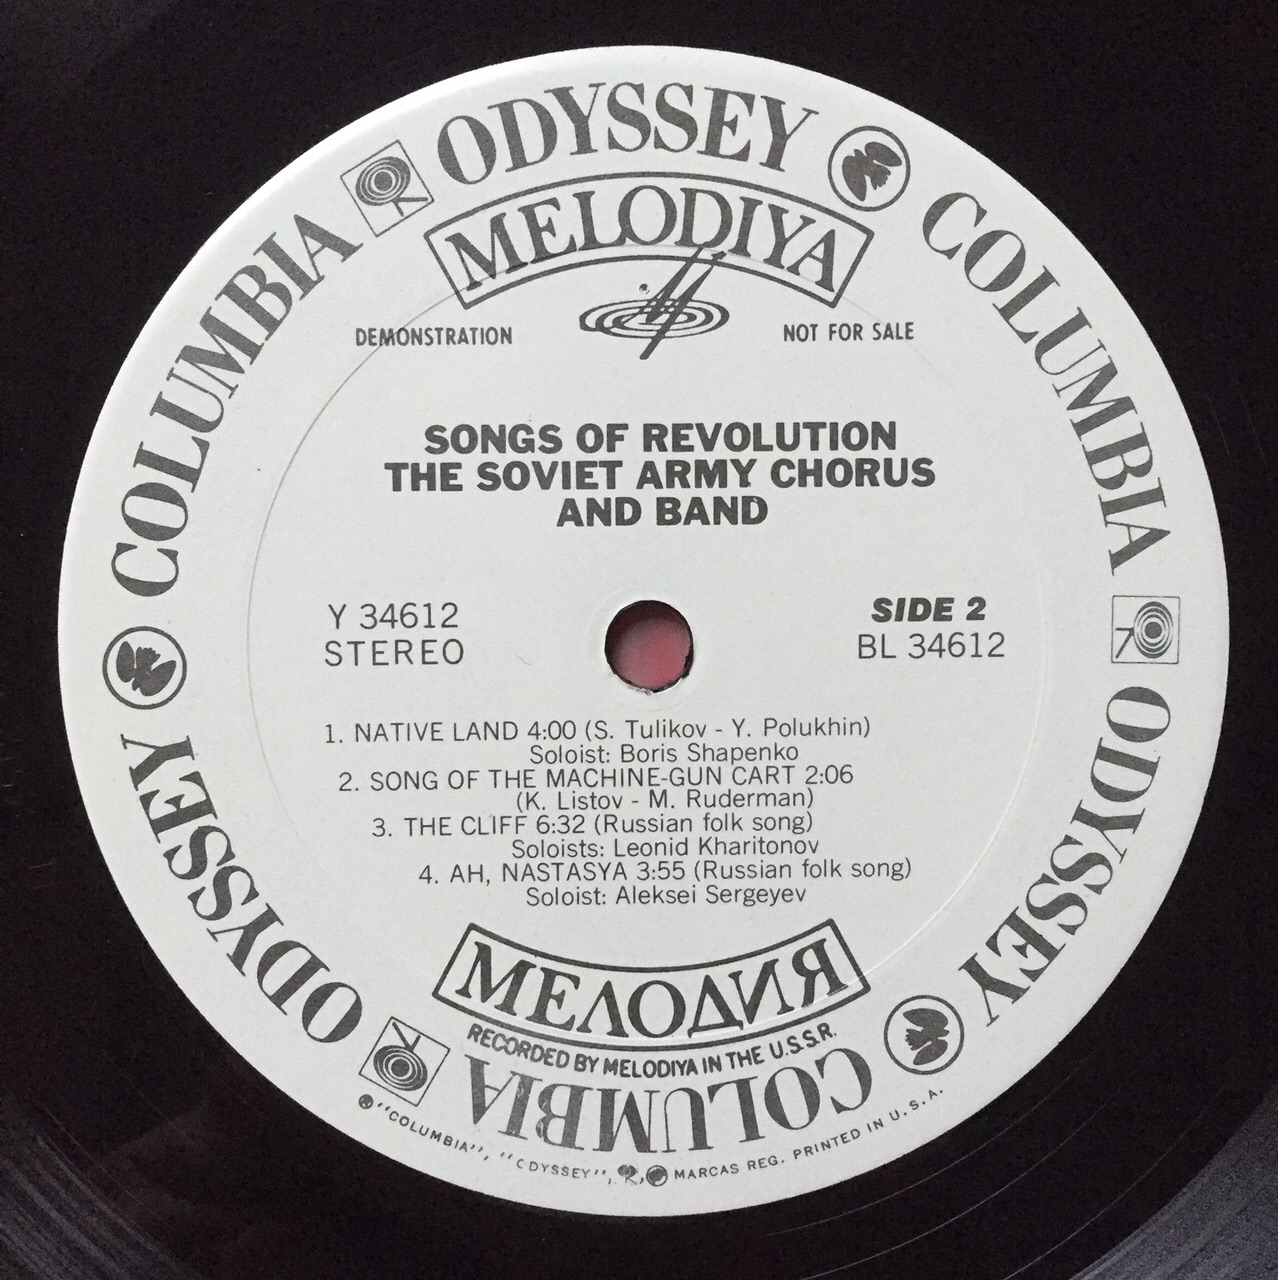 ODYSSEY
COLUMBIA
ODYSSEY
COLUMBIA
ODYSSEY
COLUMBIA
MELODIYA
DEMONSTRATION
NOT FOR SALE
SONGS OF REVOLUTION
THE SOVIET ARMY CHORUS
AND BAND
Y 34612
STEREO
SIDE 2
BL 34612
1. NATIVE LAND 4:00 (S. Tulikov - Y. Polukhin)
Soloist: Boris Shapenko
2. SONG OF THE MACHINE-GUN CART 2:06
(K. Listov - M. Ruderman)
3. THE CLIFF 6:32 (Russian folk song)
Soloists: Leonid Kharitonov
4. AH, NASTASYA 3:55 (Russian folk song)
Soloist: Aleksei Sergeyev
МЕЛОДИЯ
RECORDED BY MELODIYA IN THE U.S.S.R.
® "COLUMBIA", "ODYSSEY", MARCAS REG. PRINTED IN U.S.A.